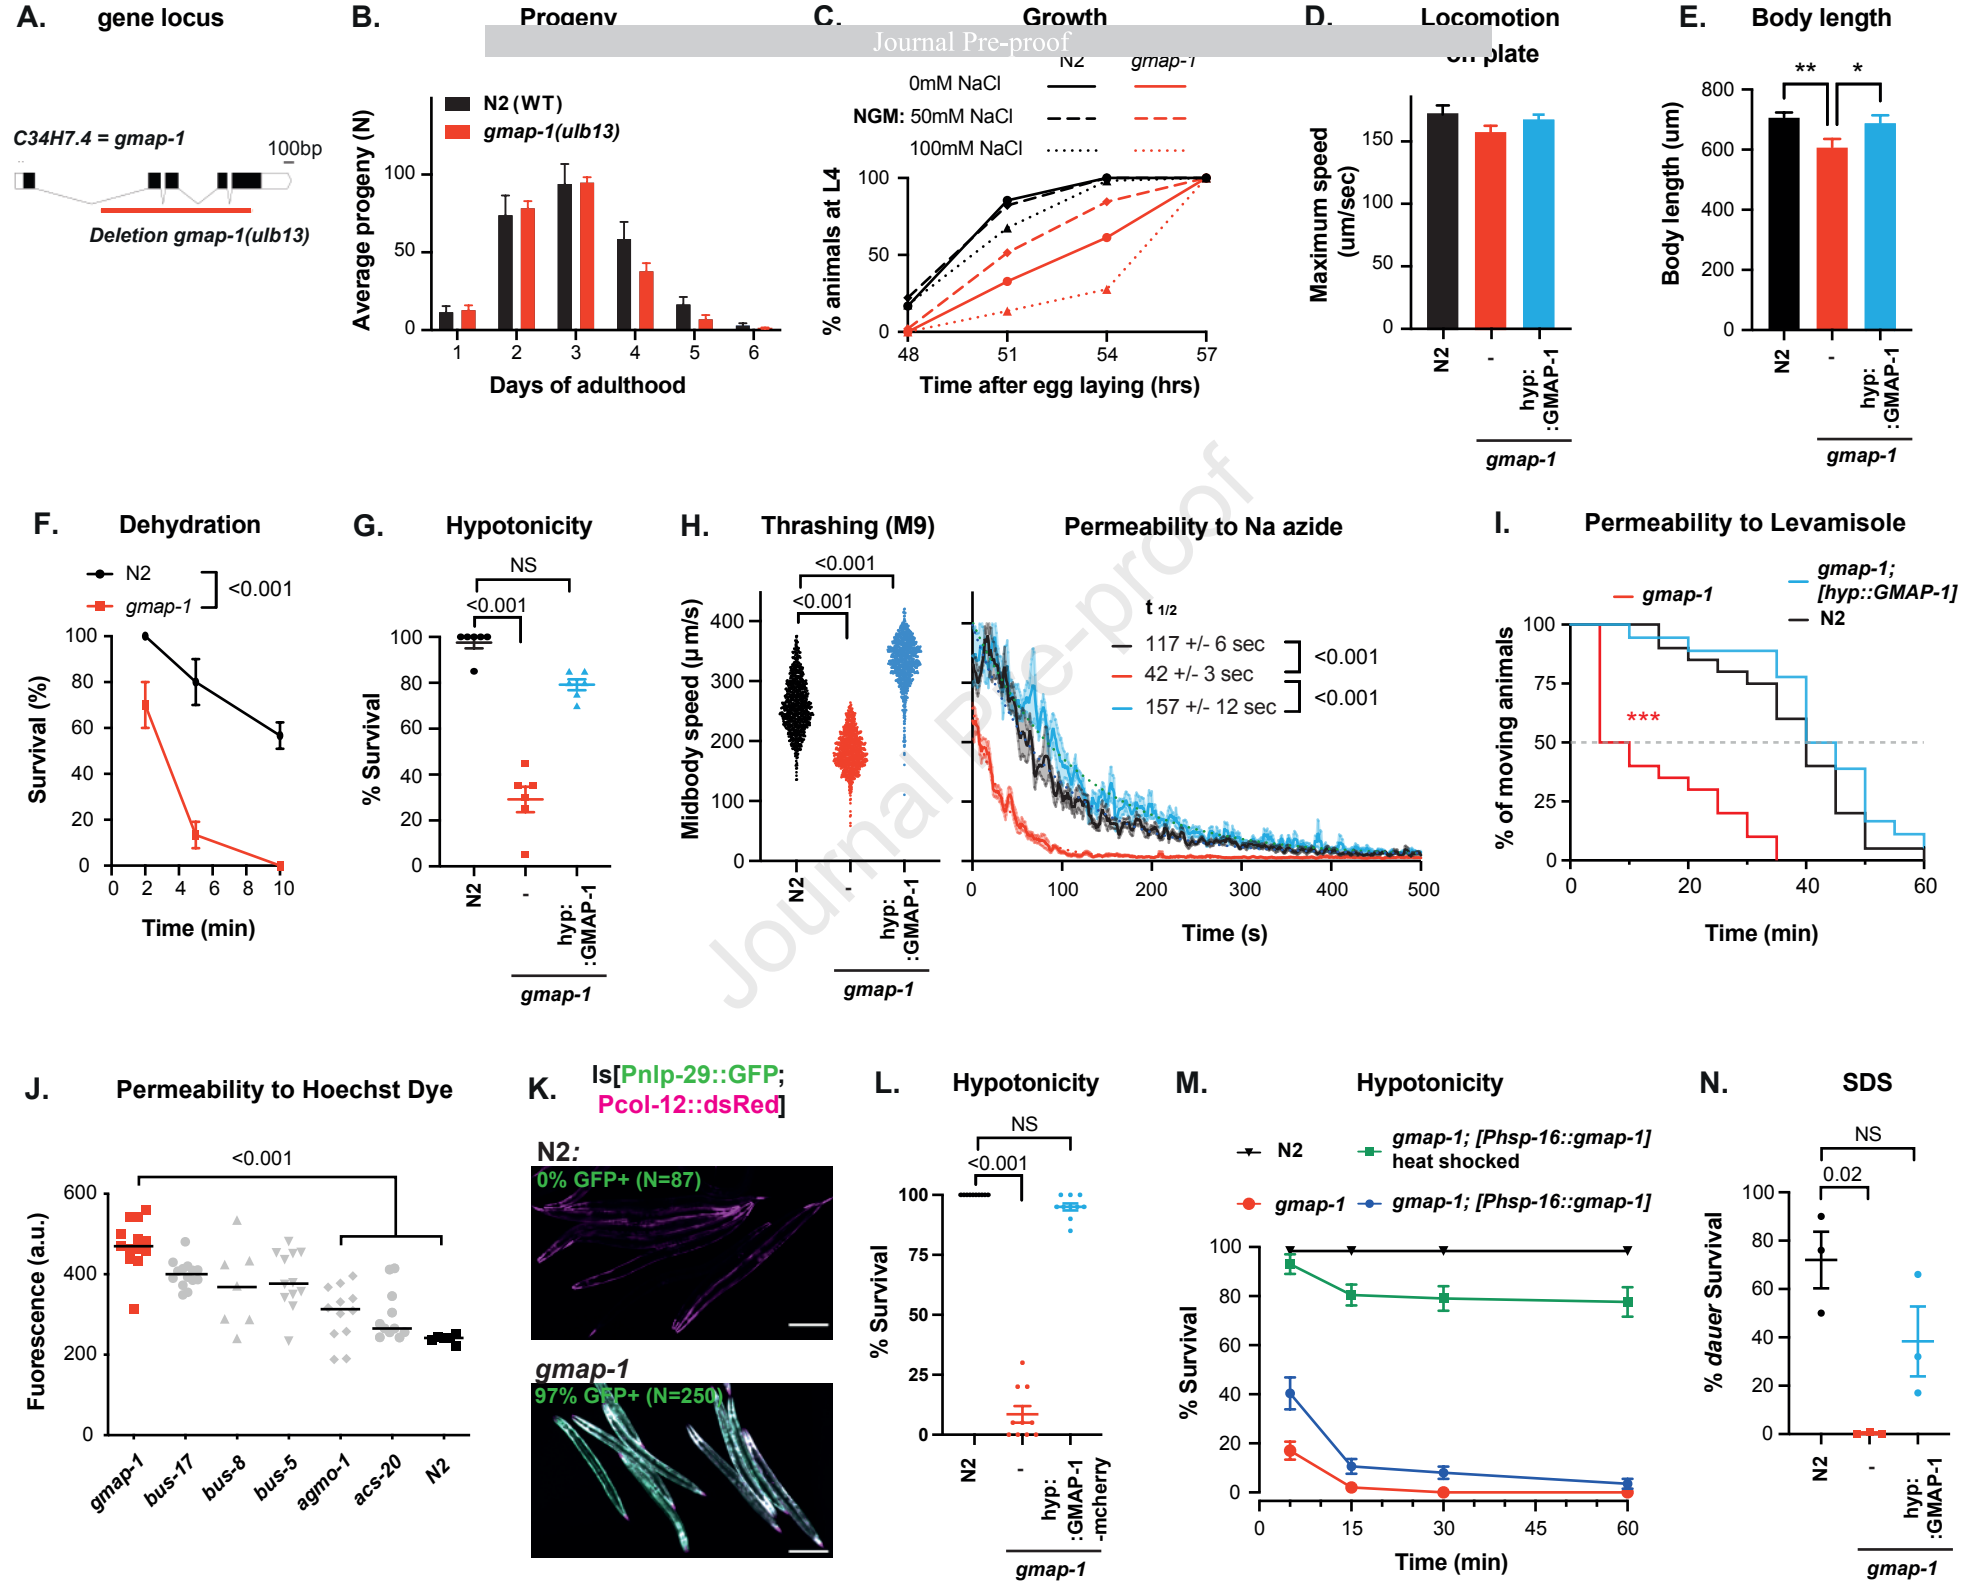 A.
gene locus
C34H7.4 = gmap-1
100bp
Deletion gmap-1(ulb13)
B.
Progeny
N2 (WT)
gmap-1(ulb13)
Average progeny (N)
100
50
0
1 2 3 4 5 6
Days of adulthood
Journal Pre-proof
C.
Growth
N2 gmap-1
0mM NaCl
NGM: 50mM NaCl
100mM NaCl
% animals at L4
100
50
0
48 51 54 57
Time after egg laying (hrs)
D.
Locomotion
on plate
Maximum speed
(um/sec)
150
100
50
0
N2
-
hyp:
:GMAP-1
gmap-1
E.
Body length
** *
Body length (um)
800
600
400
200
0
N2
-
hyp:
:GMAP-1
gmap-1
F.
Dehydration
N2
gmap-1
<0.001
Survival (%)
100
80
60
40
20
0
0 2 4 6 8 10
Time (min)
G.
Hypotonicity
NS
<0.001
% Survival
100
80
60
40
20
0
N2
-
hyp:
:GMAP-1
gmap-1
H.
Thrashing (M9)
<0.001
<0.001
Midbody speed (µm/s)
400
300
200
100
0
N2
-
hyp:
:GMAP-1
gmap-1
Permeability to Na azide
t 1/2
117 +/- 6 sec
42 +/- 3 sec
157 +/- 12 sec
<0.001
<0.001
0 100 200 300 400 500
Time (s)
Journal Pre-proof
I.
Permeability to Levamisole
gmap-1
gmap-1;
[hyp::GMAP-1]
N2
***
% of moving animals
100
75
50
25
0
0 20 40 60
Time (min)
J.
Permeability to Hoechst Dye
<0.001
Fuorescence (a.u.)
600
400
200
0
gmap-1 bus-17 bus-8 bus-5 agmo-1 acs-20 N2
K.
Is[Pnlp-29::GFP;
Pcol-12::dsRed]
N2:
0% GFP+ (N=87)
gmap-1
97% GFP+ (N=250)
L.
Hypotonicity
NS
<0.001
% Survival
100
75
50
25
0
N2
-
hyp:
:GMAP-1
-mcherry
gmap-1
M.
Hypotonicity
N2
gmap-1; [Phsp-16::gmap-1]
heat shocked
gmap-1
gmap-1; [Phsp-16::gmap-1]
% Survival
100
80
60
40
20
0
0 15 30 45 60
Time (min)
N.
SDS
NS
0.02
% dauer Survival
100
80
60
40
20
0
N2
-
hyp:
:GMAP-1
gmap-1